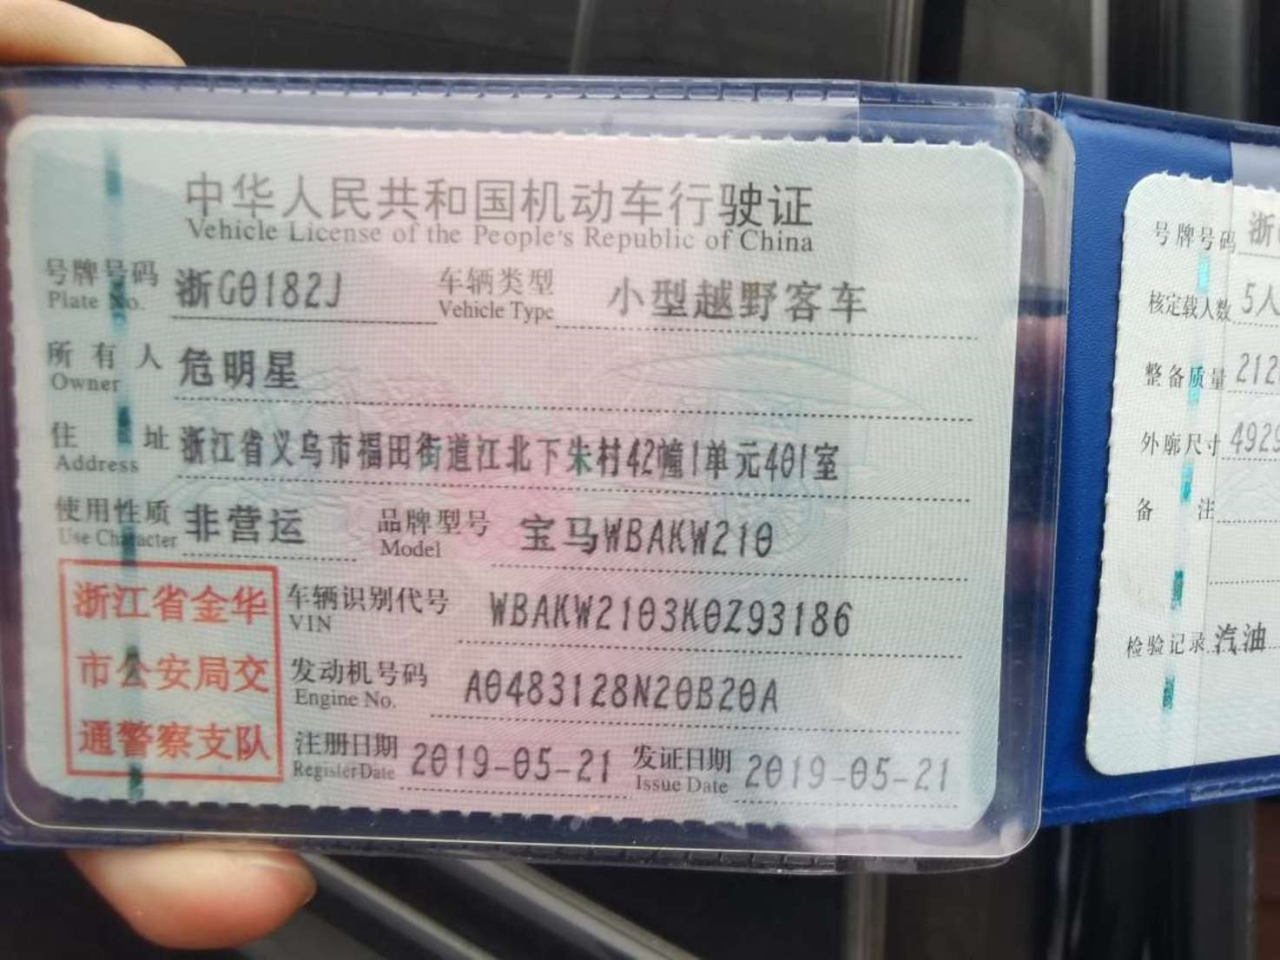 中华人民共和国机动车行驶证
Vehicle License of the People's Republic of China
号牌号码 浙G0182J 车辆类型 小型越野客车
Plate No. Vehicle Type
所有人 危明星
Owner
住址 浙江省义乌市福田街道江北下朱村42幢1单元401室
Address
使用性质 非营运 品牌型号 宝马WBAKW210
Use Character Model
浙江省金华
市公安局交
通警察支队
车辆识别代号 WBAKW2103K0Z93186
VIN
发动机号码 A0483128N20B20A
Engine No.
注册日期 2019-05-21 发证日期 2019-05-21
Register Date Issue Date
号牌号码 浙
核定载人数 5人
整备质量 212
外廓尺寸 492
备注
检验记录 汽油